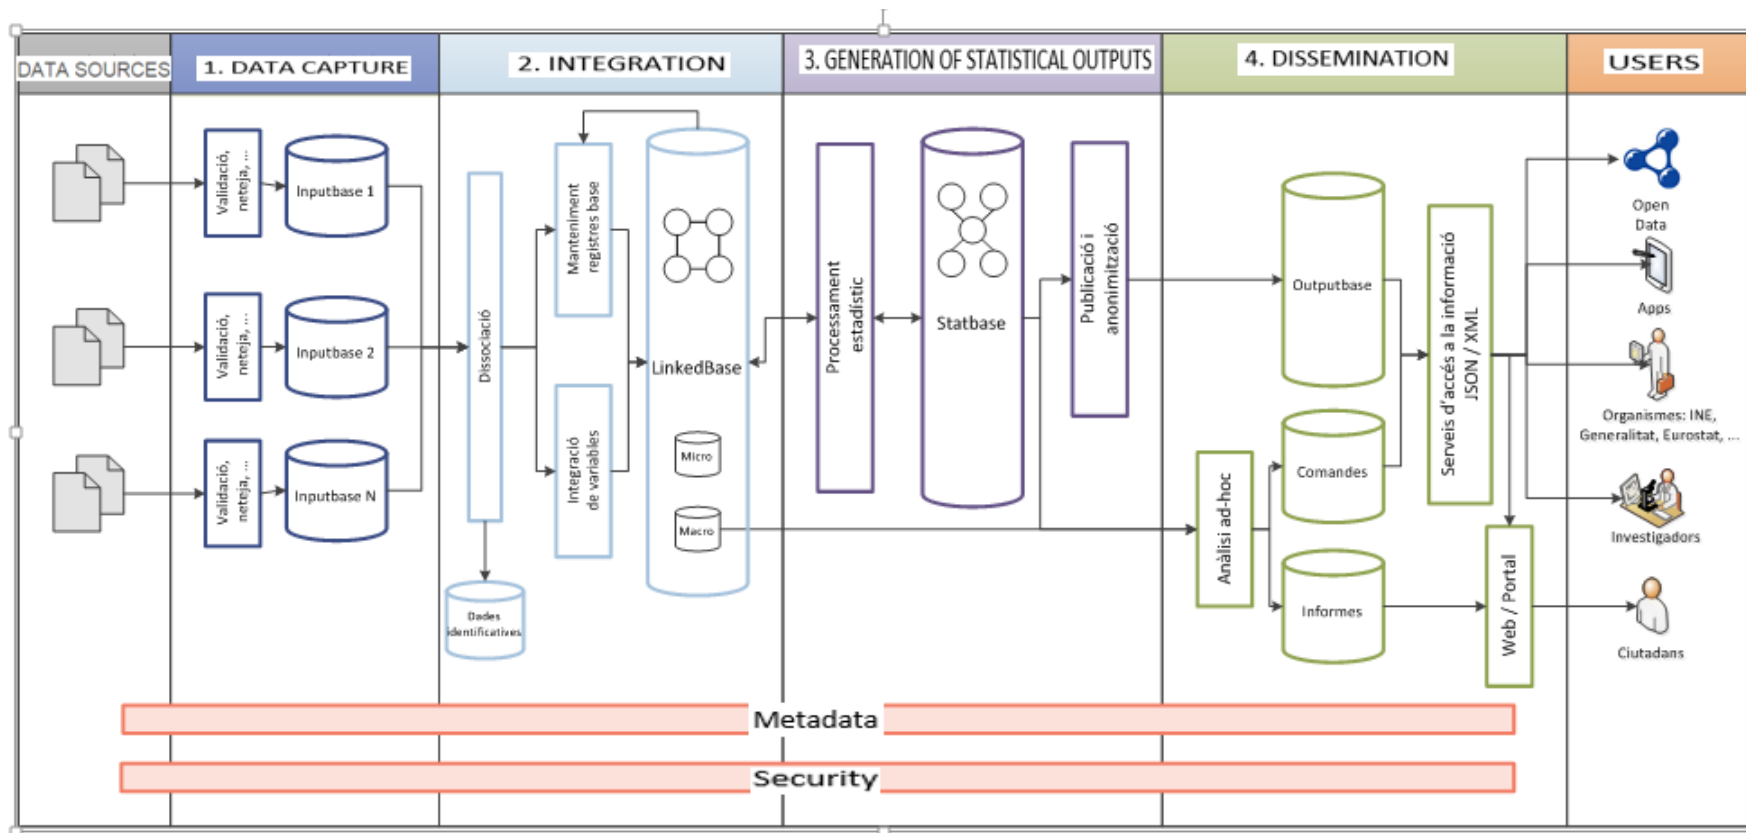 DATA SOURCES
1. DATA CAPTURE
2. INTEGRATION
3. GENERATION OF STATISTICAL OUTPUTS
4. DISSEMINATION
USERS
Validació,
neteja, ...
Inputbase 1
Validació,
neteja, ...
Inputbase 2
Validació,
neteja, ...
Inputbase N
Dissociació
Dades
identificatives
Manteniment
registres base
Integració
de variables
LinkedBase
Micro
Macro
Processament
estadístic
Statbase
Publicació i
anonimització
Anàlisi ad-hoc
Outputbase
Comandes
Informes
Serveis d'accés a la informació
JSON / XML
Web / Portal
Open
Data
Apps
Organismes: INE,
Generalitat, Eurostat, ...
Investigadors
Ciutadans
Metadata
Security